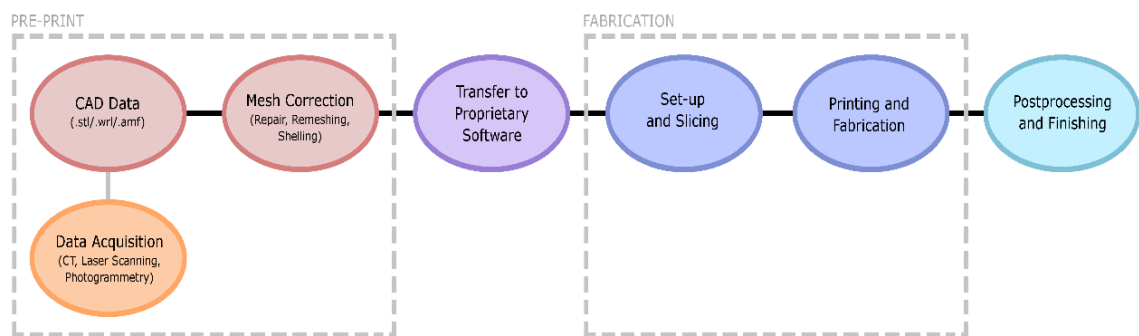 PRE-PRINT
CAD Data
(.stl/.wrl/.amf)
Mesh Correction
(Repair, Remeshing,
Shelling)
Data Acquisition
(CT, Laser Scanning,
Photogrammetry)
Transfer to
Proprietary
Software
FABRICATION
Set-up
and Slicing
Printing and
Fabrication
Postprocessing
and Finishing